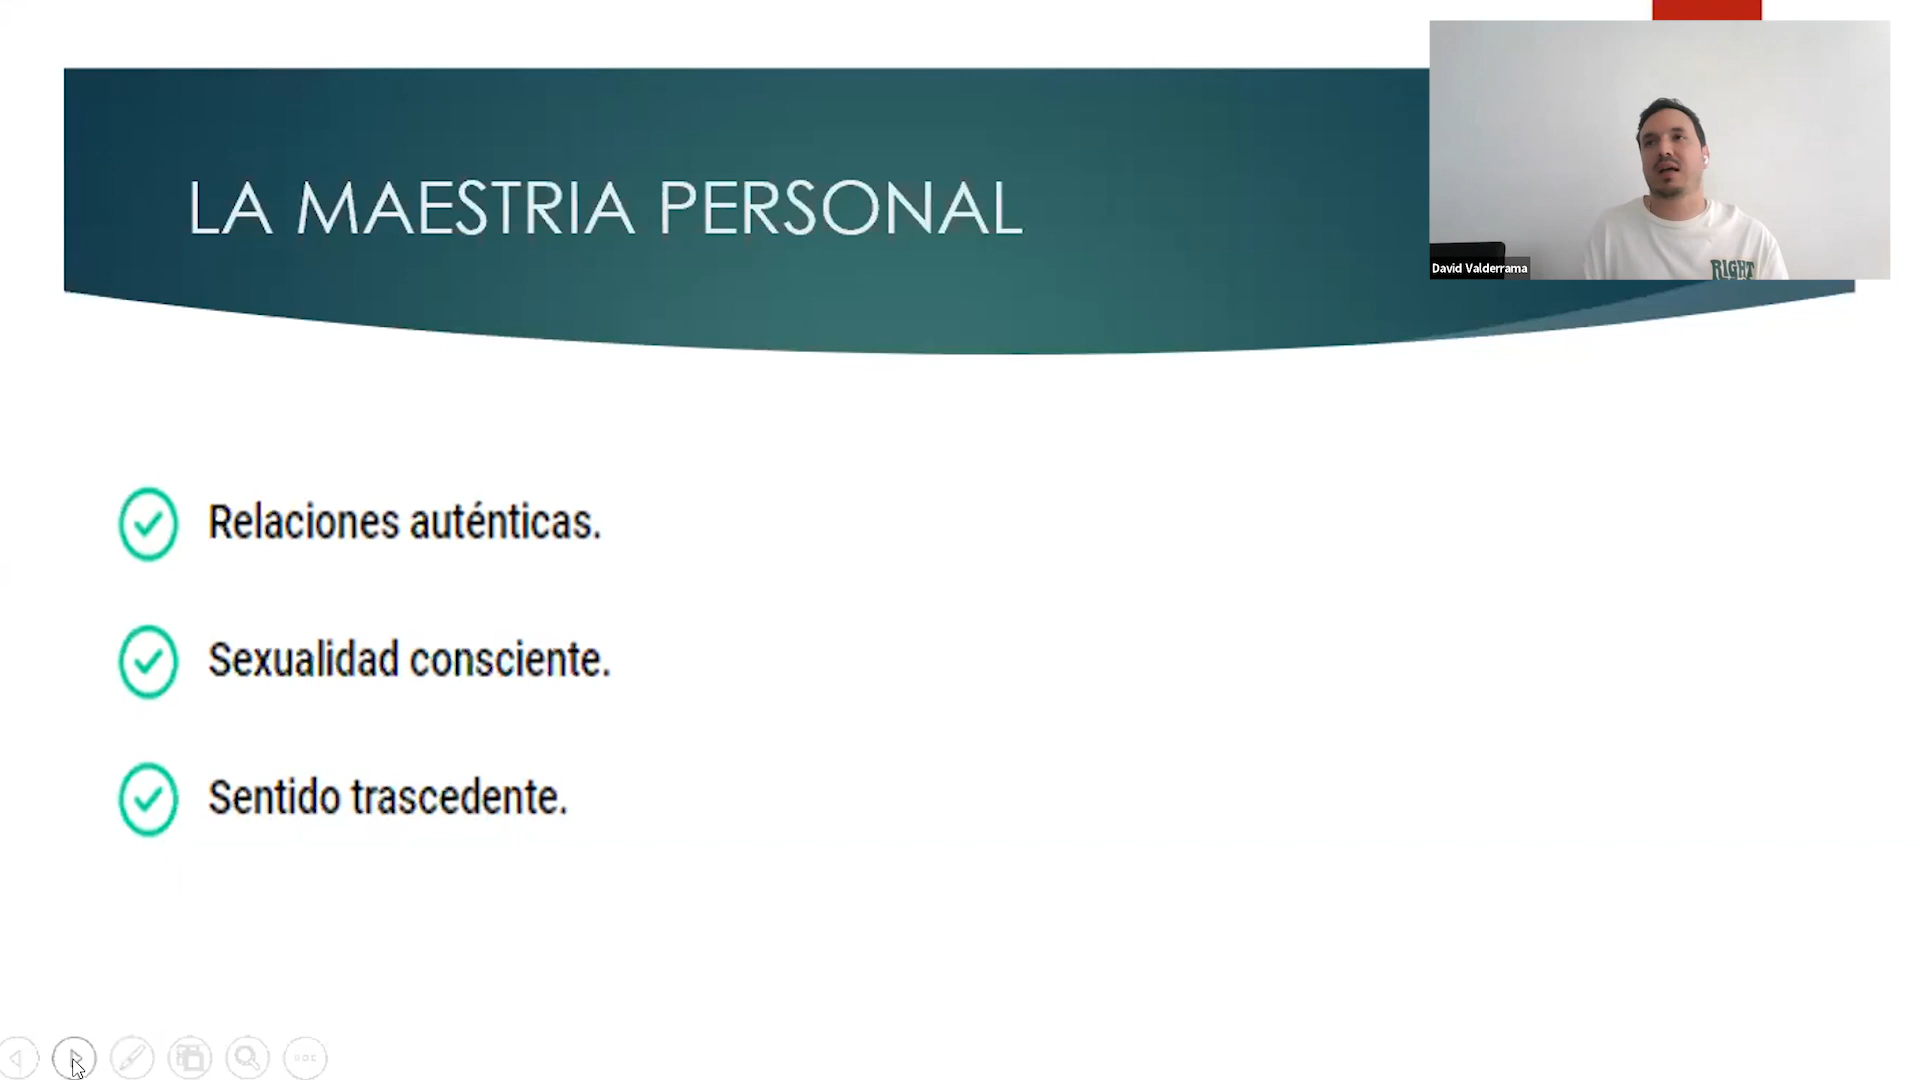 LA MAESTRIA PERSONAL
David Valderrama
RIGHT
Relaciones auténticas.
Sexualidad consciente.
Sentido trascedente.